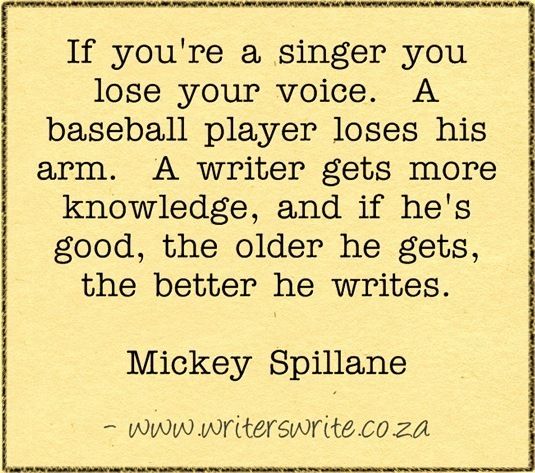 If you're a singer you
lose your voice.  A
baseball player loses his
arm.  A writer gets more
knowledge, and if he's
good, the older he gets,
the better he writes.
Mickey Spillane
- www.writerswrite.co.za